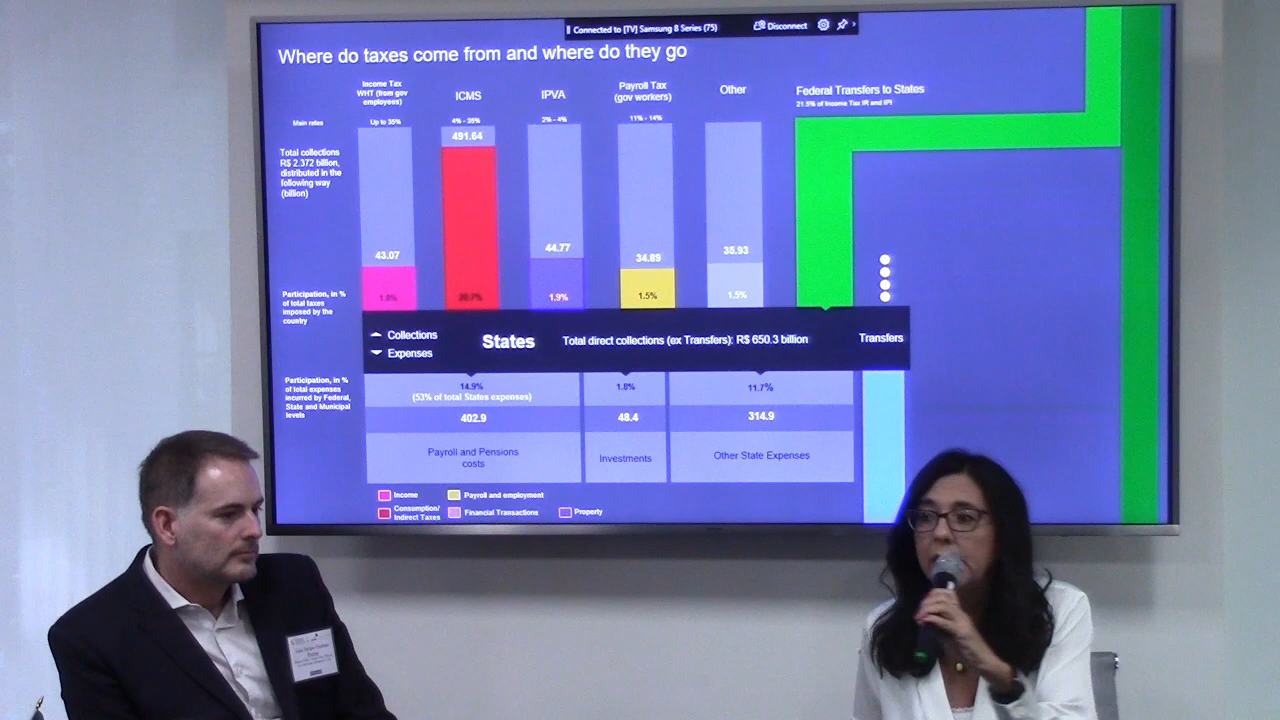 Connected to [TV] Samsung 8 Series (75)
Disconnect
Where do taxes come from and where do they go
Income Tax
WHT (from gov
employees)
ICMS
IPVA
Payroll Tax
(gov workers)
Other
Federal Transfers to States
21.5% of Income Tax IR and IPI
Main rates
Up to 35%
4% - 35%
2% - 4%
11% - 14%
491.64
Total collections
R$ 2.372 billion,
distributed in the
following way
(billion)
43.07
44.77
34.89
35.93
Participation, in %
of total taxes
imposed by the
country
1.8%
20.7%
1.9%
1.5%
1.5%
Collections
Expenses
States
Total direct collections (ex Transfers): R$ 650.3 billion
Transfers
Participation, in %
of total expenses
incurred by Federal,
State and Municipal
levels
14.9%
(53% of total States expenses)
1.8%
11.7%
402.9
48.4
314.9
Payroll and Pensions
costs
Investments
Other State Expenses
Income
Payroll and employment
Consumption/
Indirect Taxes
Financial Transactions
Property